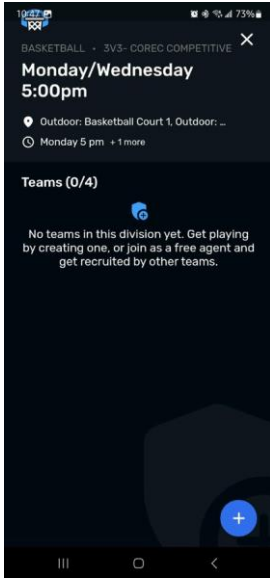 10:47
73%
BASKETBALL • 3V3- COREC COMPETITIVE
Monday/Wednesday
5:00pm
Outdoor: Basketball Court 1, Outdoor: ...
Monday 5 pm + 1 more
Teams (0/4)
No teams in this division yet. Get playing
by creating one, or join as a free agent and
get recruited by other teams.